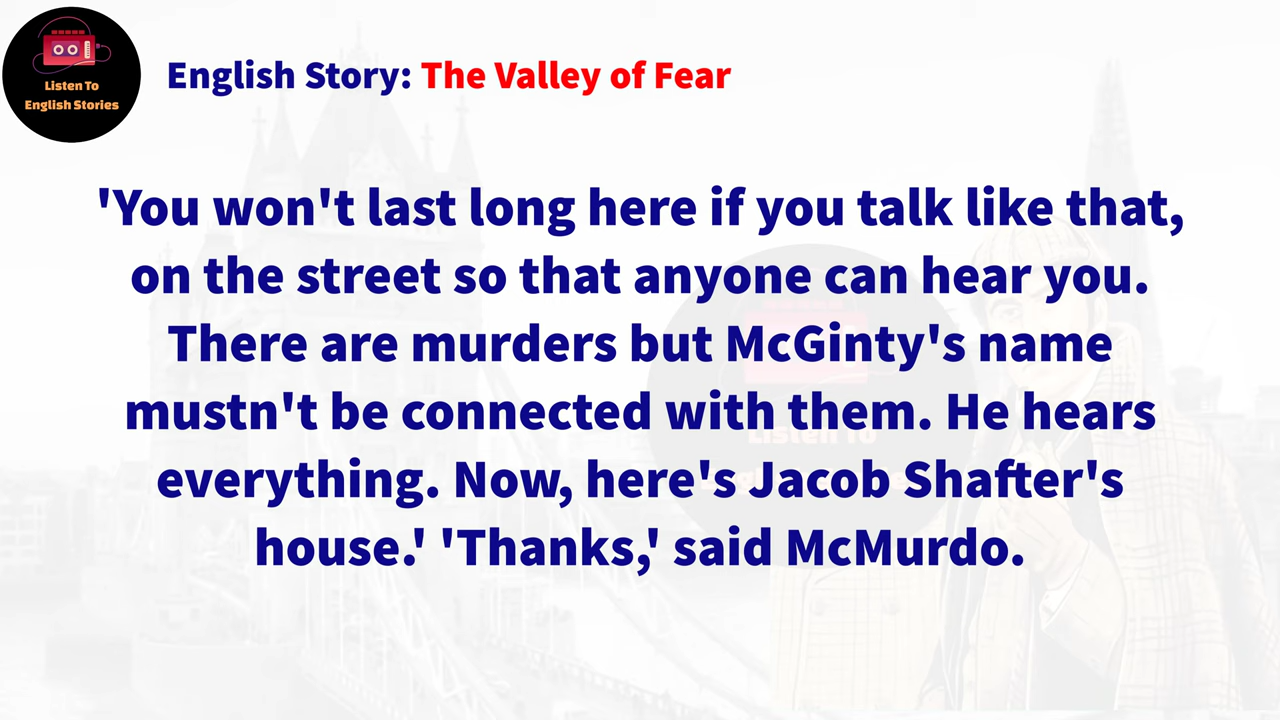 Listen To
English Stories
English Story: The Valley of Fear
'You won't last long here if you talk like that,
on the street so that anyone can hear you.
There are murders but McGinty's name
mustn't be connected with them. He hears
everything. Now, here's Jacob Shafter's
house.' 'Thanks,' said McMurdo.
Listen To